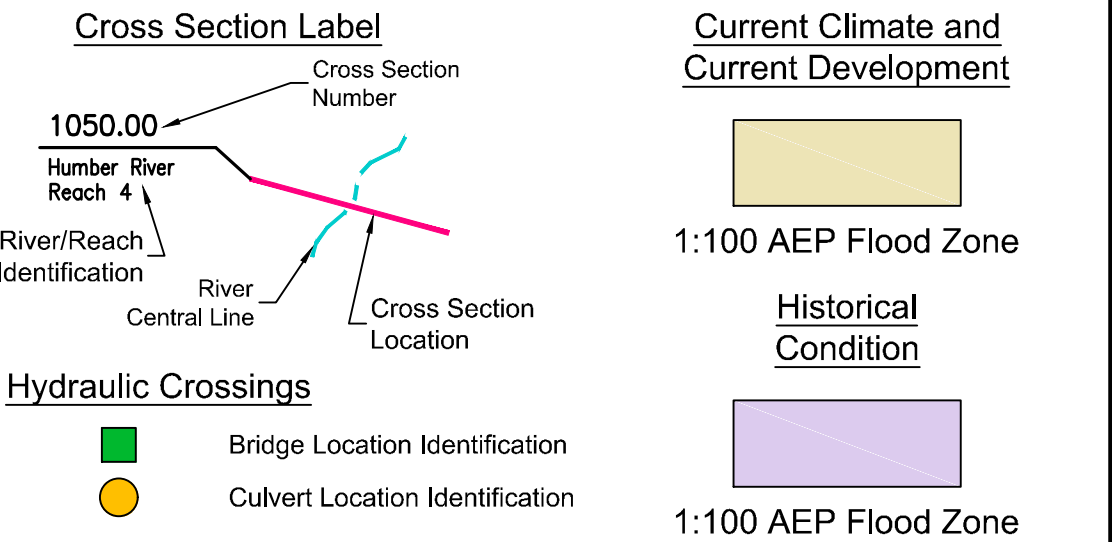 Cross Section Label
Cross Section
Number
1050.00
Humber River
Reach 4
River/Reach
Identification
River
Central Line
Cross Section
Location
Hydraulic Crossings
Bridge Location Identification
Culvert Location Identification
Current Climate and
Current Development
1:100 AEP Flood Zone
Historical
Condition
1:100 AEP Flood Zone